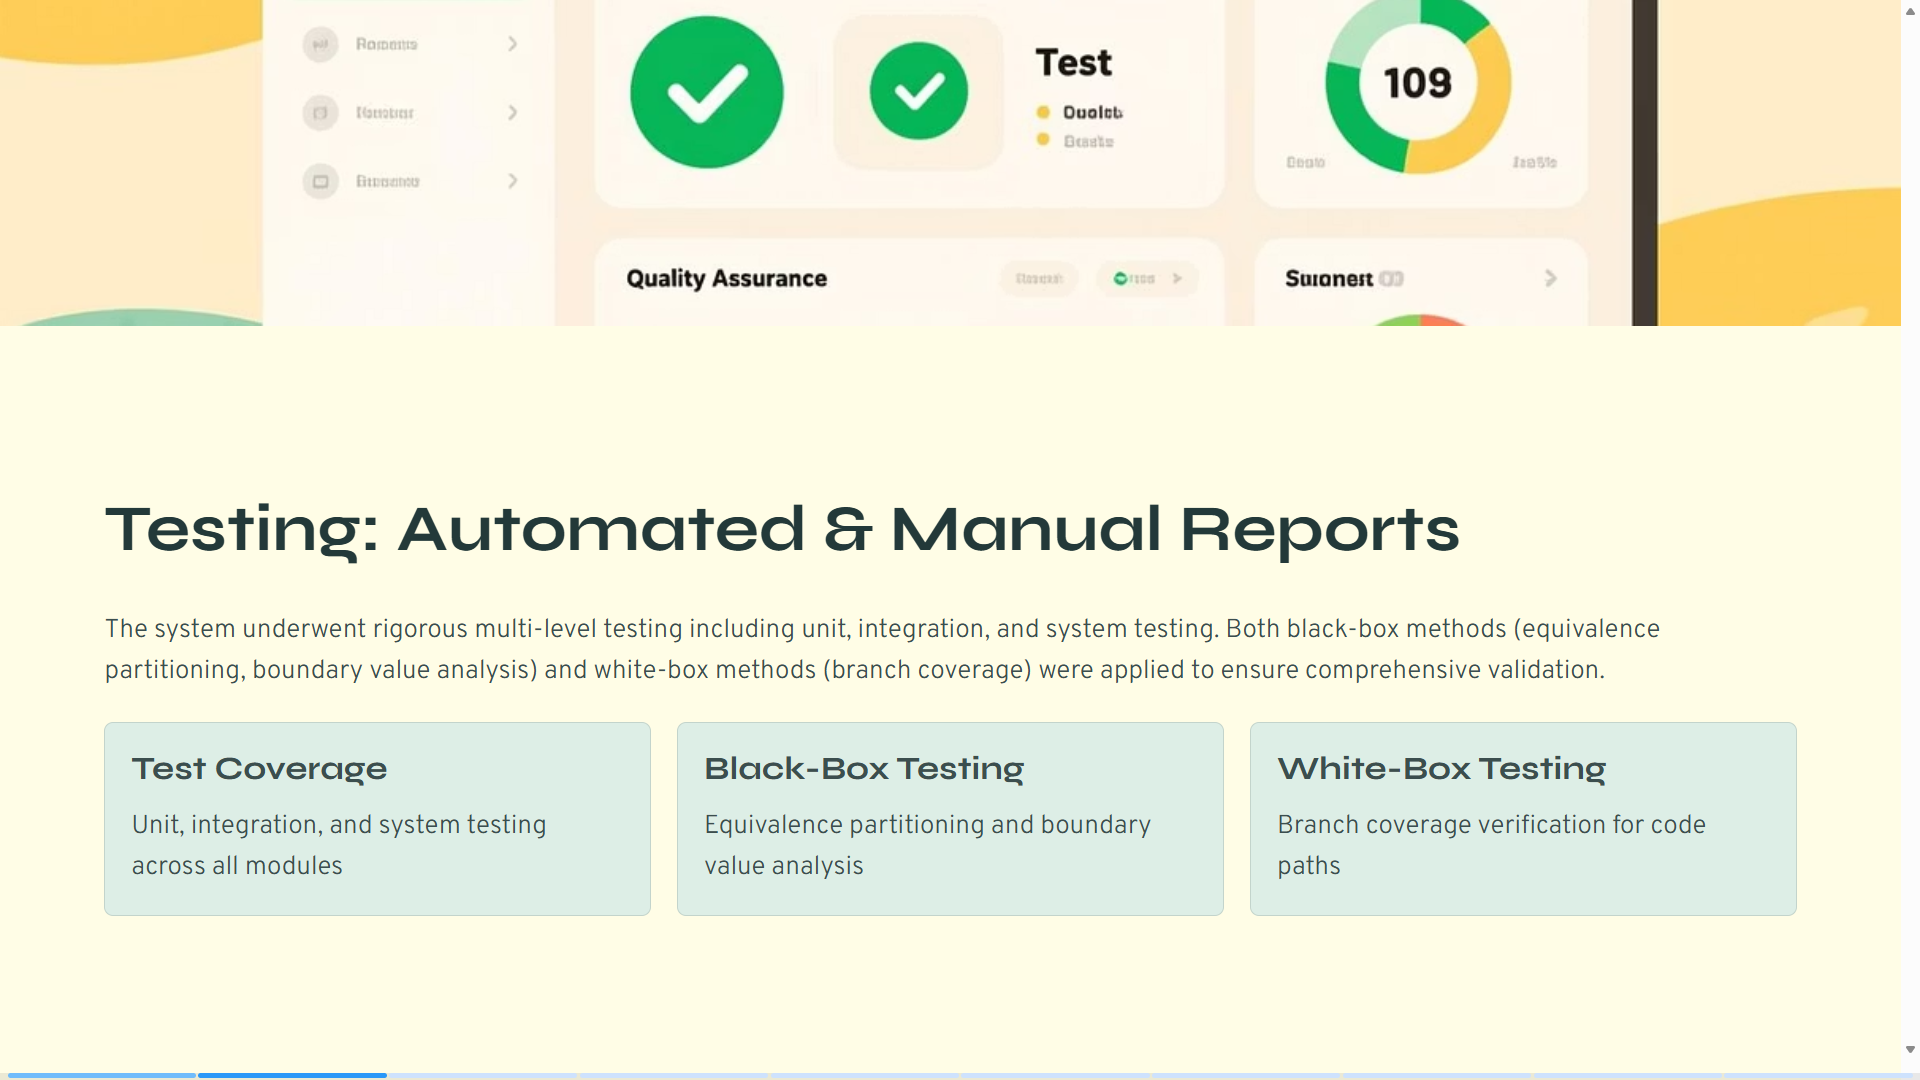 Test
109
Quality Assurance
Testing: Automated & Manual Reports
The system underwent rigorous multi-level testing including unit, integration, and system testing. Both black-box methods (equivalence
partitioning, boundary value analysis) and white-box methods (branch coverage) were applied to ensure comprehensive validation.
Test Coverage
Unit, integration, and system testing
across all modules
Black-Box Testing
Equivalence partitioning and boundary
value analysis
White-Box Testing
Branch coverage verification for code
paths